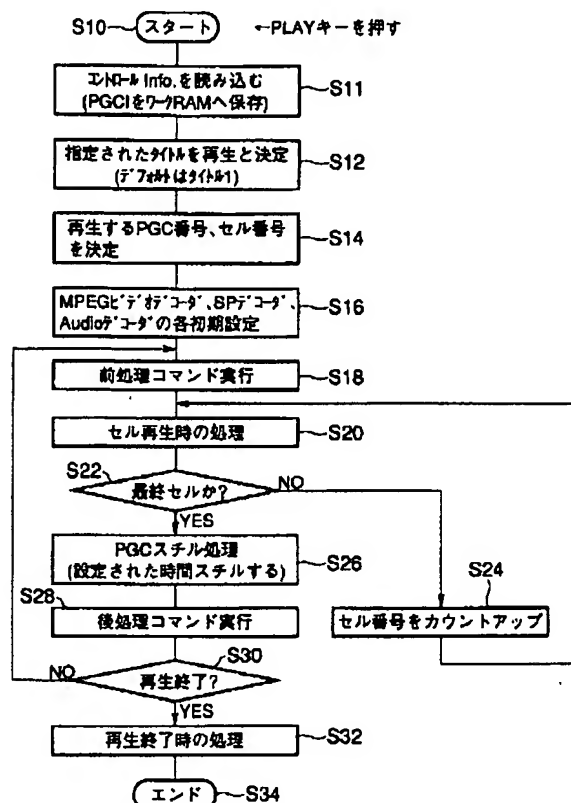 S10 スタート ←PLAYキーを押す
コントロールInfo.を読み込む
(PGCIをワークRAMへ保存)
S11
指定されたタイトルを再生と決定
(デフォルトはタイトル1)
S12
再生するPGC番号、セル番号
を決定
S14
MPEGビデオデコーダ、SPデコーダ、
Audioデコーダの各初期設定
S16
前処理コマンド実行 S18
セル再生時の処理 S20
S22
最終セルか? NO
YES
PGCスチル処理
(設定された時間スチルする)
S26
S24
セル番号をカウントアップ
S28
後処理コマンド実行
S30
NO 再生終了?
YES
再生終了時の処理 S32
エンド S34